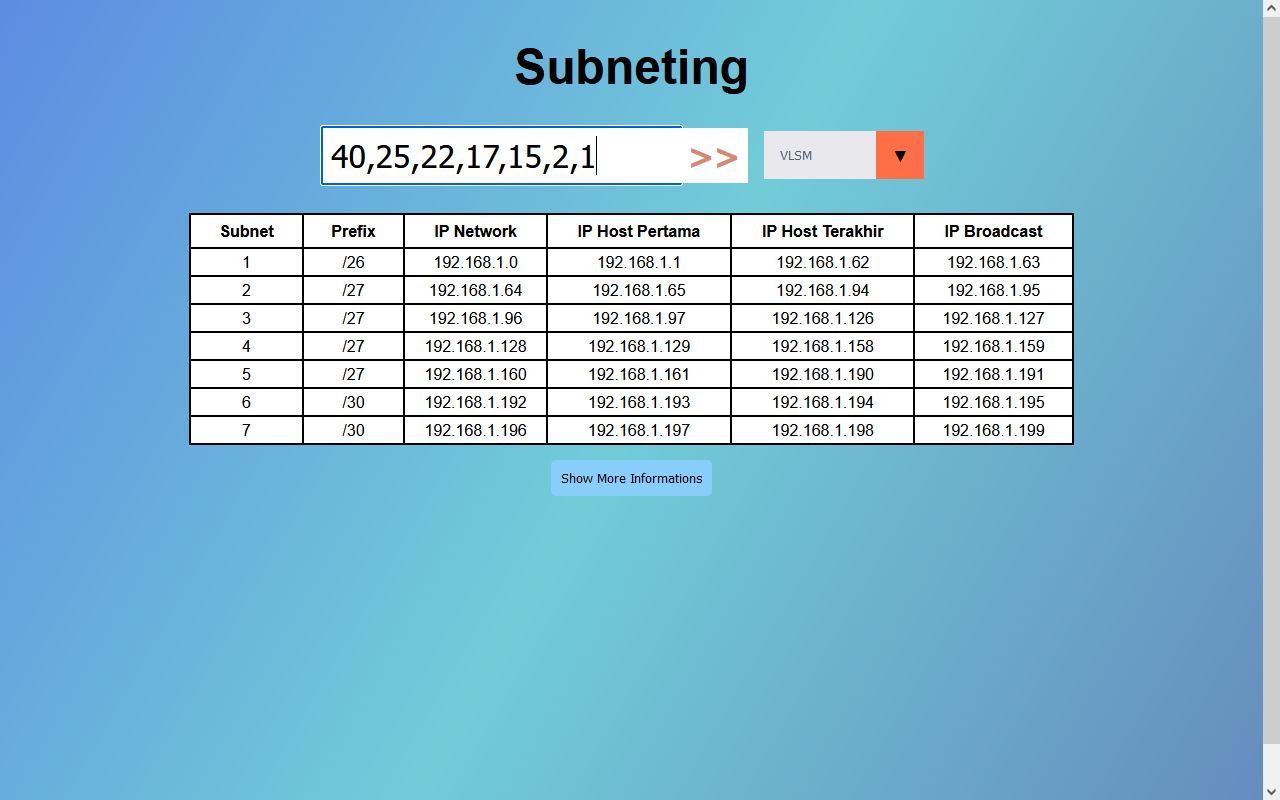 Subneting
40,25,22,17,15,2,1 >> VLSM ▼
Subnet Prefix IP Network IP Host Pertama IP Host Terakhir IP Broadcast
1 /26 192.168.1.0 192.168.1.1 192.168.1.62 192.168.1.63
2 /27 192.168.1.64 192.168.1.65 192.168.1.94 192.168.1.95
3 /27 192.168.1.96 192.168.1.97 192.168.1.126 192.168.1.127
4 /27 192.168.1.128 192.168.1.129 192.168.1.158 192.168.1.159
5 /27 192.168.1.160 192.168.1.161 192.168.1.190 192.168.1.191
6 /30 192.168.1.192 192.168.1.193 192.168.1.194 192.168.1.195
7 /30 192.168.1.196 192.168.1.197 192.168.1.198 192.168.1.199
Show More Informations